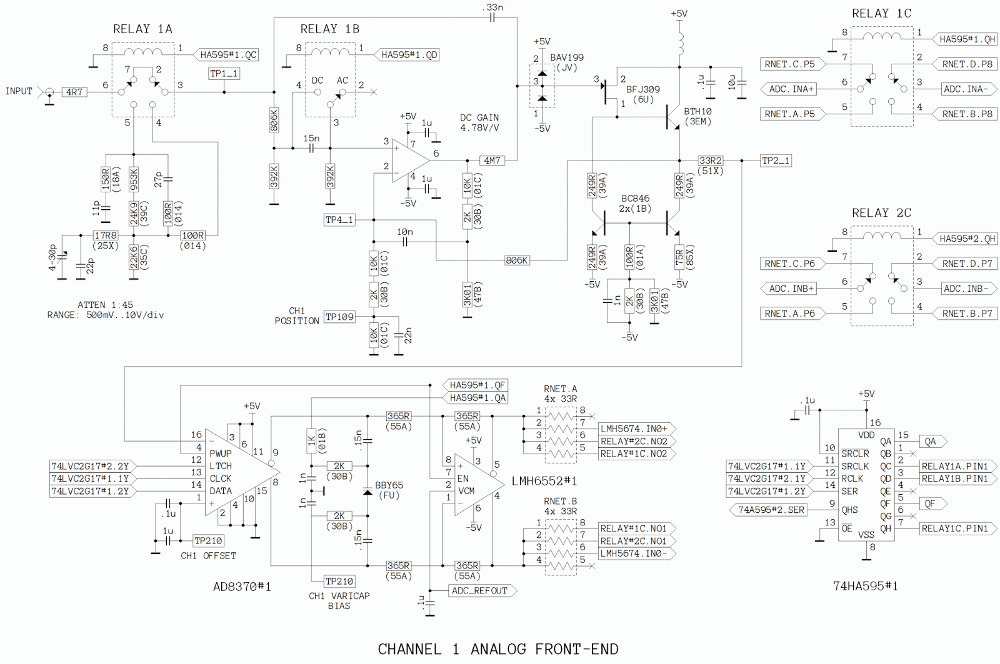 RELAY 1A
8
1
HA595#1.QC
7
2
6
3
5
4
TP1_1
INPUT
4R7
150R
(18A)
953K
27p
11p
24K9
(39C)
100R
(014)
17R8
(25X)
100R
(014)
4-30p
22p
22K6
(35C)
ATTEN 1:45
RANGE: 500mV..10V/div
.33n
RELAY 1B
8
1
HA595#1.QD
4
DC
AC
2
3
806K
392K
15n
392K
+5V
1u
3
+
7
6
2
-
4
1u
-5V
DC GAIN
4.78V/V
4M7
10K
(01C)
2K
(30B)
TP4_1
10n
10K
(01C)
2K
(30B)
3K01
(47B)
806K
CH1
POSITION
TP109
10K
(01C)
22n
+5V
2
BAV199
(JV)
3
1
-5V
3
2
BFJ309
(6U)
1
+5V
.1u
10u
BTH10
(3EM)
33R2
(51X)
TP2_1
249R
(39A)
249R
(39A)
BC846
2x(1B)
249R
(39A)
100R
(01A)
75R
(85X)
-5V
-5V
1n
2K
(30B)
3K01
(47B)
-5V
RELAY 1C
8
1
HA595#1.QH
RNET.C.P5
7
2
RNET.D.P8
ADC.INA+
6
3
ADC.INA-
RNET.A.P5
5
4
RNET.B.P8
RELAY 2C
8
1
HA595#2.QH
RNET.C.P6
7
2
RNET.D.P7
ADC.INB+
6
3
ADC.INB-
RNET.A.P6
5
4
RNET.B.P7
+5V
16
-
3
4
PWUP
6
11
9
74LVC2G17#2.2Y
12
LTCH
74LVC2G17#1.1Y
13
CLCK
8
74LVC2G17#1.2Y
14
DATA
15
1
+
10
2
4
.1u
1u
TP210
CH1 OFFSET
AD8370#1
HA595#1.QF
HA595#1.QA
1K
(01B)
.15n
2K
(30B)
1n
1n
BBY65
(FU)
2K
(30B)
.15n
TP210
CH1 VARICAP
BIAS
365R
(55A)
365R
(55A)
+5V
8
+
3
5
7
EN
2
VCM
1
-
6
4
-5V
LMH6552#1
365R
(55A)
365R
(55A)
ADC_REFOUT
.1u
RNET.A
4x 33R
1
8
2
7
LMH5674.IN0+
3
6
RELAY#2C.NO2
4
5
RELAY#1C.NO2
RNET.B
4x 33R
1
8
RELAY#1C.NO1
2
7
RELAY#2C.NO1
3
6
LMH5674.IN0-
4
5
.1u
+5V
16
VDD
QA
15
QA
10
SRCLR
QB
1
74LVC2G17#1.1Y
11
SRCLK
QC
2
RELAY1A.PIN1
74LVC2G17#2.1Y
12
RCLK
QD
3
RELAY1B.PIN1
74LVC2G17#1.2Y
14
SER
QE
4
74A595#2.SER
9
QHS
QF
5
QF
QG
6
13
OE
QH
7
RELAY1C.PIN1
VSS
8
74HA595#1
CHANNEL 1 ANALOG FRONT-END